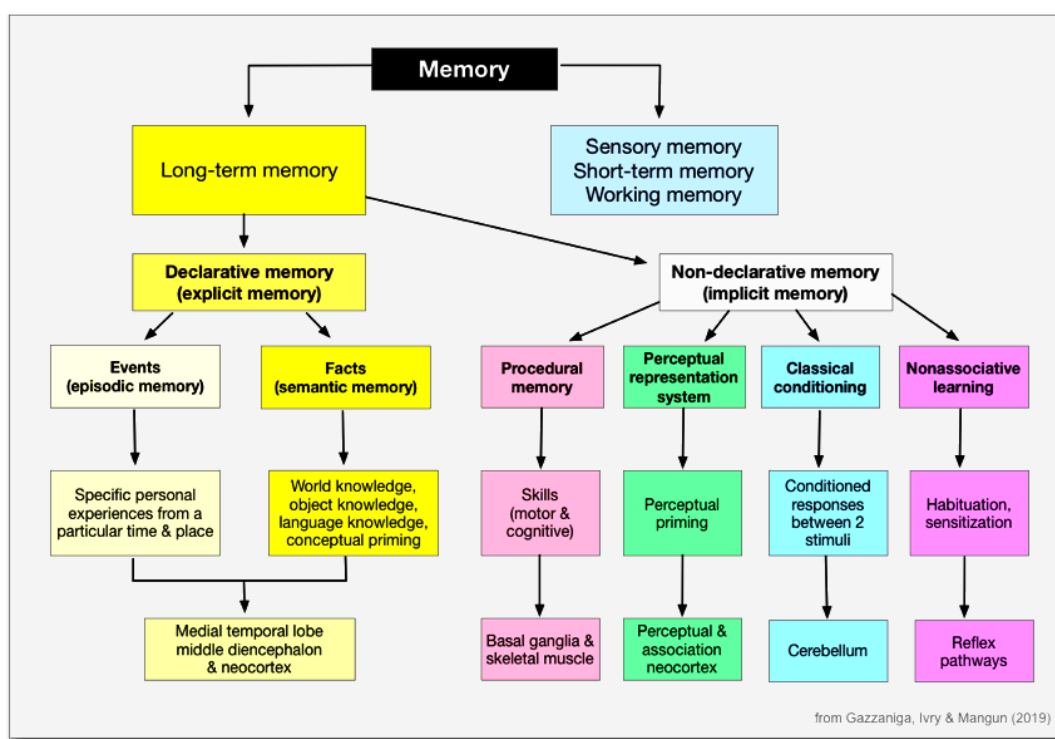 Memory
Long-term memory
Sensory memory
Short-term memory
Working memory
Declarative memory
(explicit memory)
Non-declarative memory
(implicit memory)
Events
(episodic memory)
Facts
(semantic memory)
Procedural
memory
Perceptual
representation
system
Classical
conditioning
Nonassociative
learning
Specific personal
experiences from a
particular time & place
World knowledge,
object knowledge,
language knowledge,
conceptual priming
Skills
(motor &
cognitive)
Perceptual
priming
Conditioned
responses
between 2
stimuli
Habituation,
sensitization
Medial temporal lobe
middle diencephalon
& neocortex
Basal ganglia &
skeletal muscle
Perceptual &
association
neocortex
Cerebellum
Reflex
pathways
from Gazzaniga, Ivry & Mangun (2019)